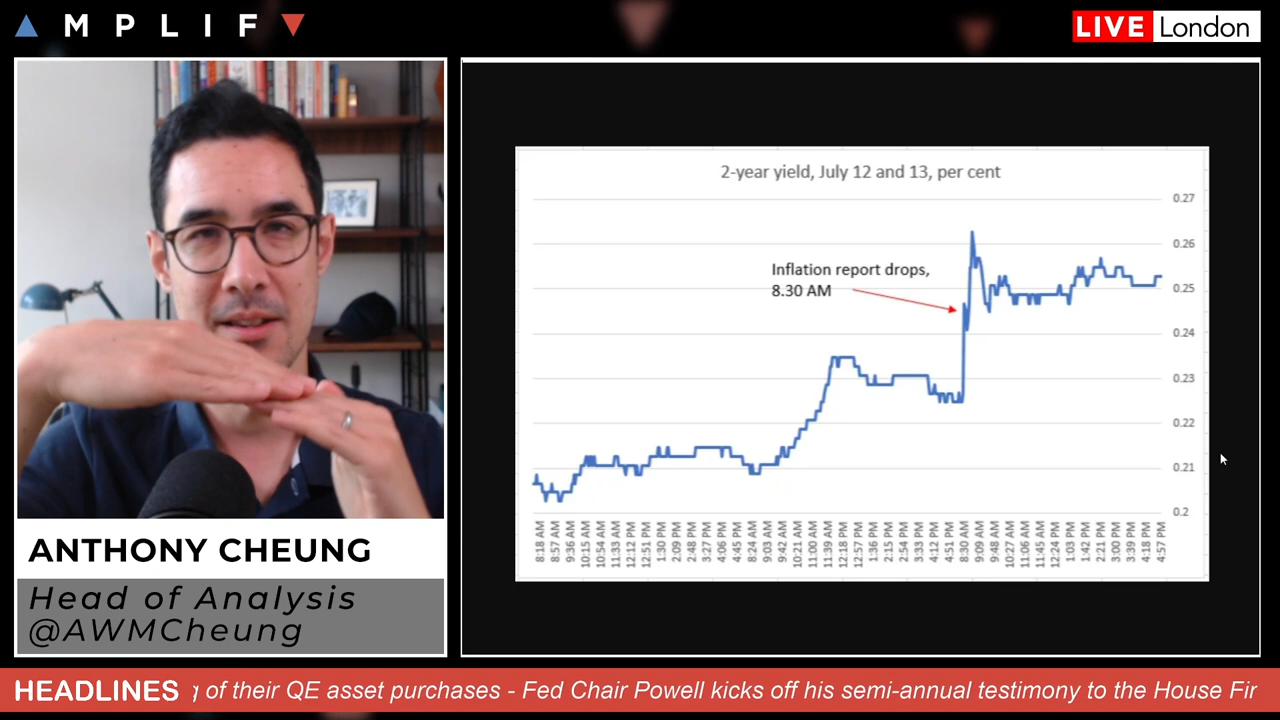 AMPLIFY
LIVE London
2-year yield, July 12 and 13, per cent
0.27
0.26
Inflation report drops,
8.30 AM
0.25
0.24
0.23
0.22
0.21
0.2
8:18 AM
8:57 AM
9:36 AM
10:15 AM
10:54 AM
11:33 AM
12:12 PM
12:51 PM
1:30 PM
2:09 PM
2:48 PM
3:27 PM
4:06 PM
4:45 PM
8:24 AM
9:03 AM
9:42 AM
10:21 AM
11:00 AM
11:39 AM
12:18 PM
12:57 PM
1:36 PM
2:15 PM
2:54 PM
3:33 PM
4:12 PM
4:51 PM
8:30 AM
9:09 AM
9:48 AM
10:27 AM
11:06 AM
11:45 AM
12:24 PM
1:03 PM
1:42 PM
2:21 PM
3:00 PM
3:39 PM
4:18 PM
4:57 PM
ANTHONY CHEUNG
Head of Analysis
@AWMCheung
HEADLINES g of their QE asset purchases - Fed Chair Powell kicks off his semi-annual testimony to the House Fir